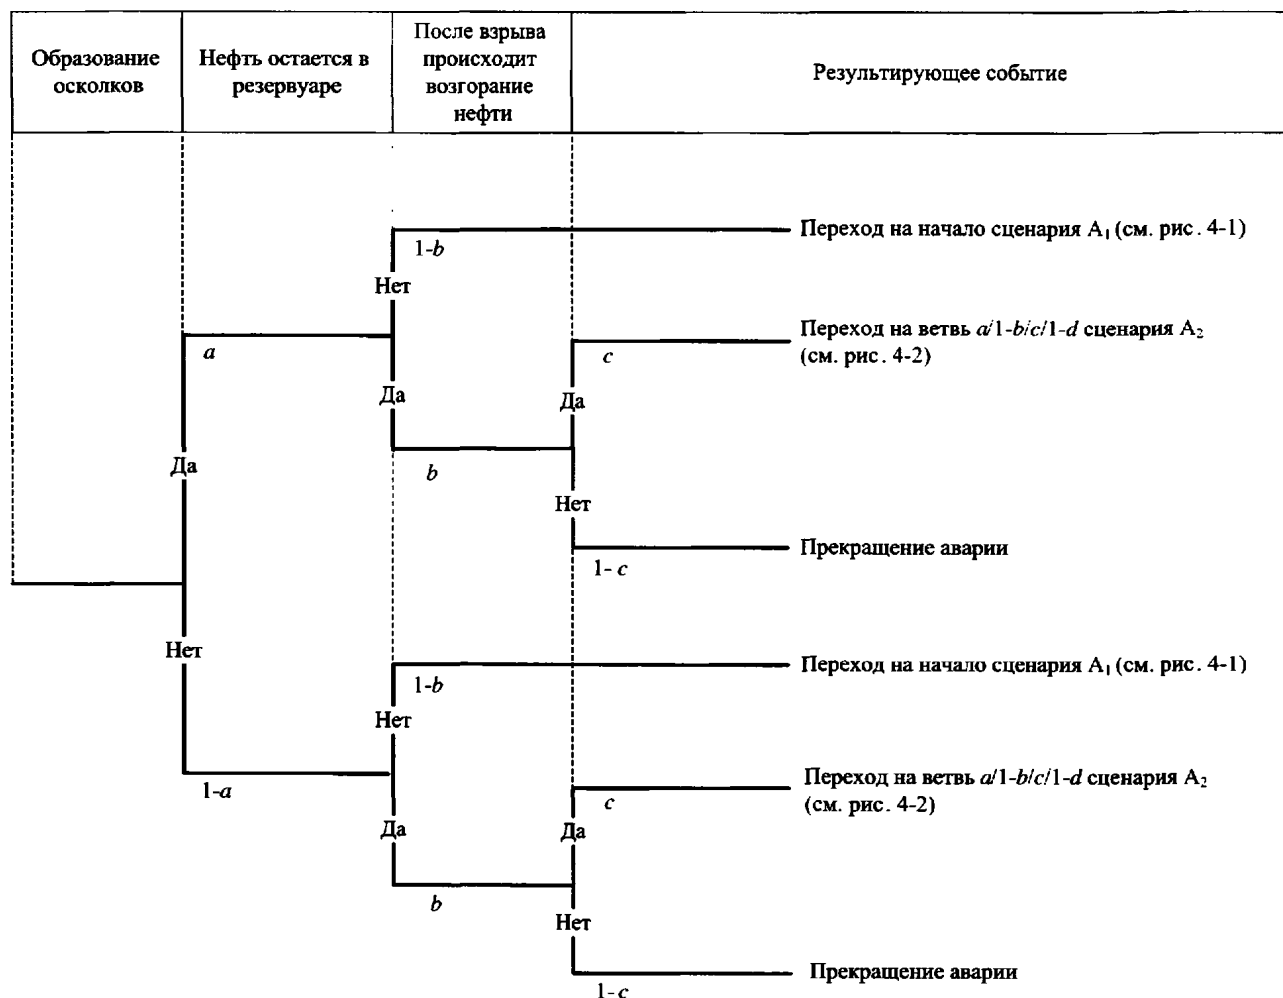 Образование
осколков
Нефть остается в
резервуаре
После взрыва
происходит
возгорание
нефти
Результирующее событие
Переход на начало сценария A₁ (см. рис. 4-1)
1-b
Нет
Переход на ветвь a/1-b/c/1-d сценария A₂
(см. рис. 4-2)
a
c
Да
Да
Да
b
Нет
Прекращение аварии
1-c
Нет
Переход на начало сценария A₁ (см. рис. 4-1)
1-b
Нет
Переход на ветвь a/1-b/c/1-d сценария A₂
(см. рис. 4-2)
1-a
c
Да
Да
b
Нет
Прекращение аварии
1-c